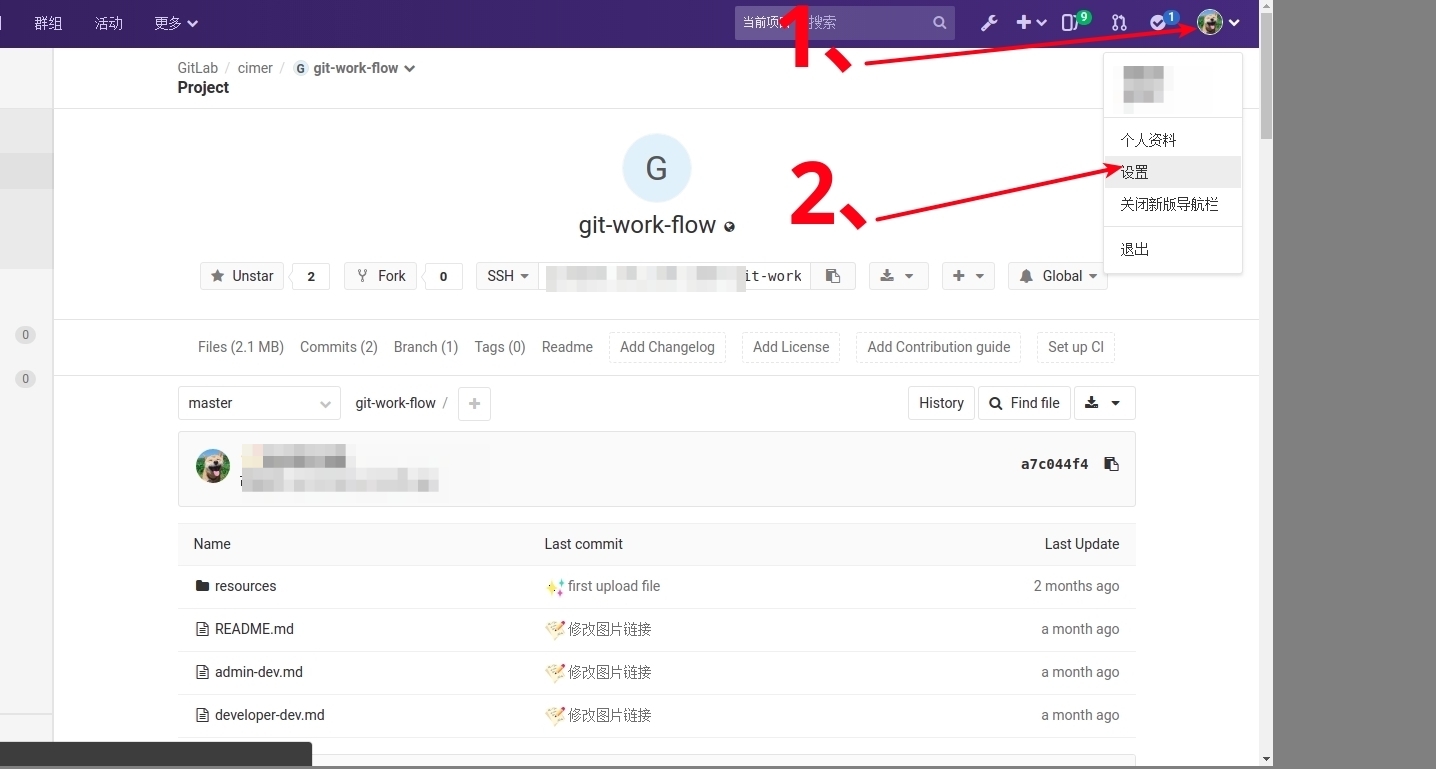 群组 活动 更多 当前项 搜索 9 1
1、
GitLab / cimer / G git-work-flow
Project
个人资料
设置
关闭新版导航栏
退出
2、
G
git-work-flow
Unstar 2 Fork 0 SSH it-work Global
0
0
Files (2.1 MB) Commits (2) Branch (1) Tags (0) Readme Add Changelog Add License Add Contribution guide Set up CI
master git-work-flow / + History Find file
a7c044f4
Name Last commit Last Update
resources first upload file 2 months ago
README.md 修改图片链接 a month ago
admin-dev.md 修改图片链接 a month ago
developer-dev.md 修改图片链接 a month ago